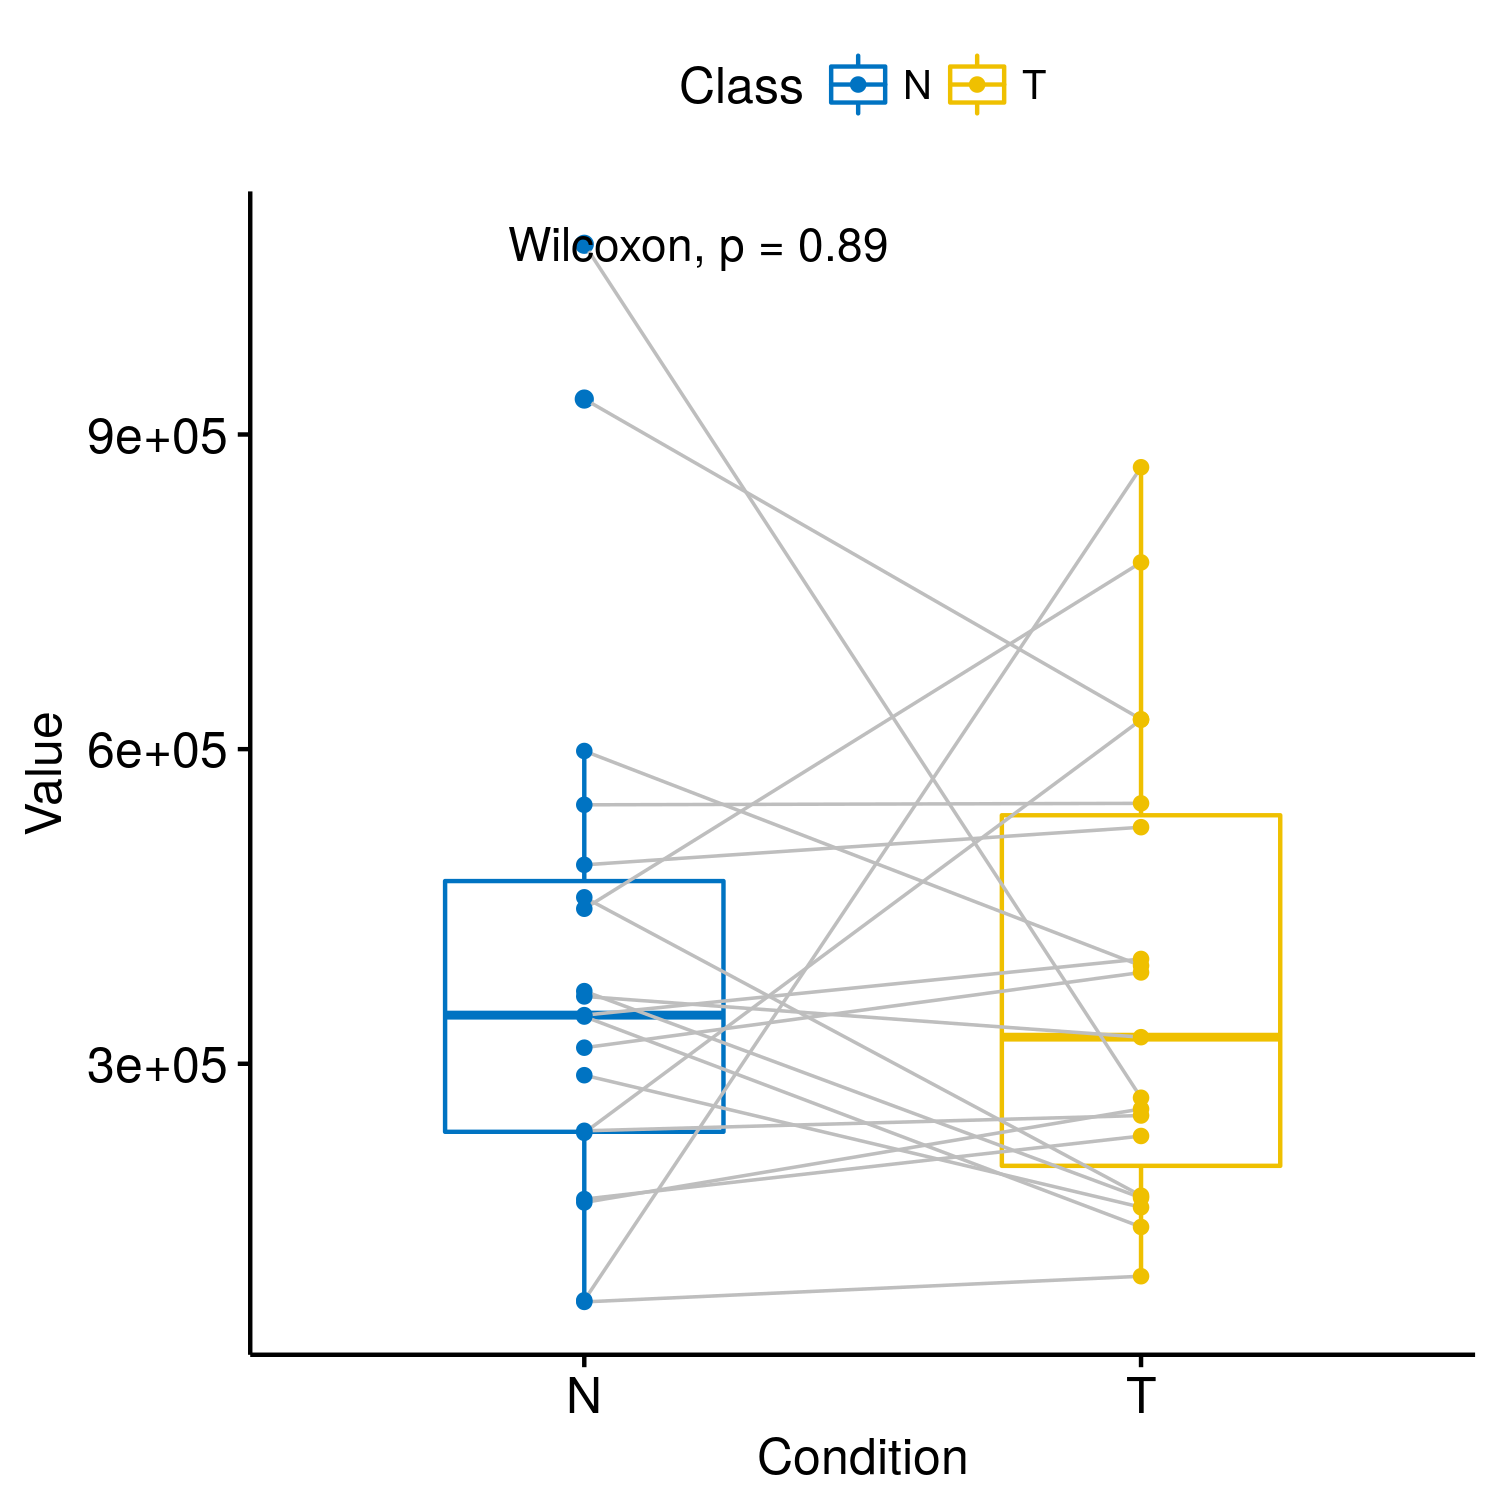 Class N T
Wilcoxon, p = 0.89
9e+05
6e+05
3e+05
Value
N T
Condition